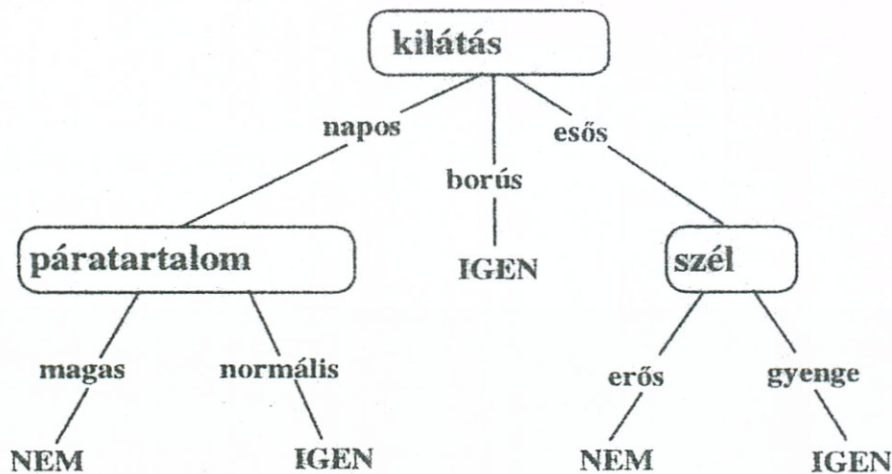 kilátás
napos
esős
borús
páratartalom
IGEN
szél
magas
normális
erős
gyenge
NEM
IGEN
NEM
IGEN